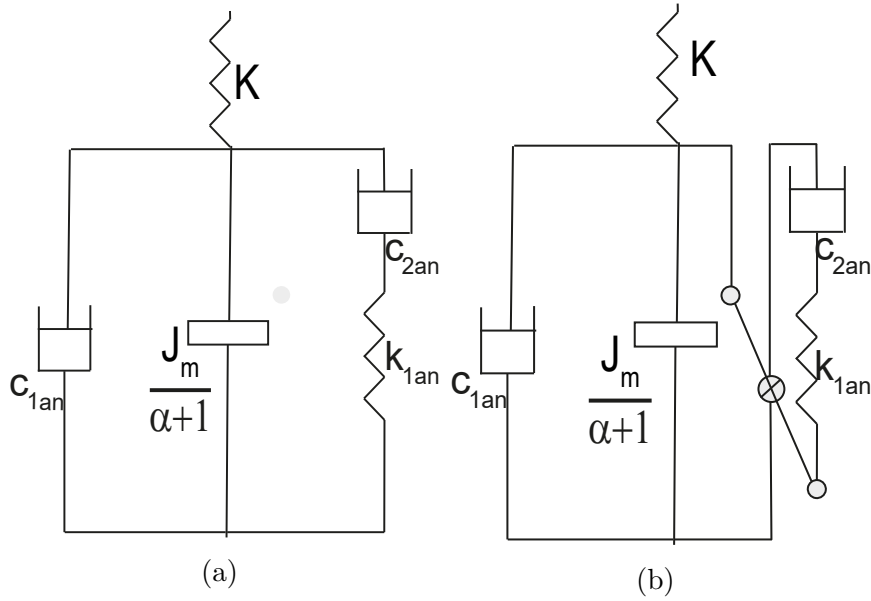 K
c2an
Jm
α+1
k1an
c1an
(a)
K
c2an
Jm
α+1
k1an
c1an
(b)